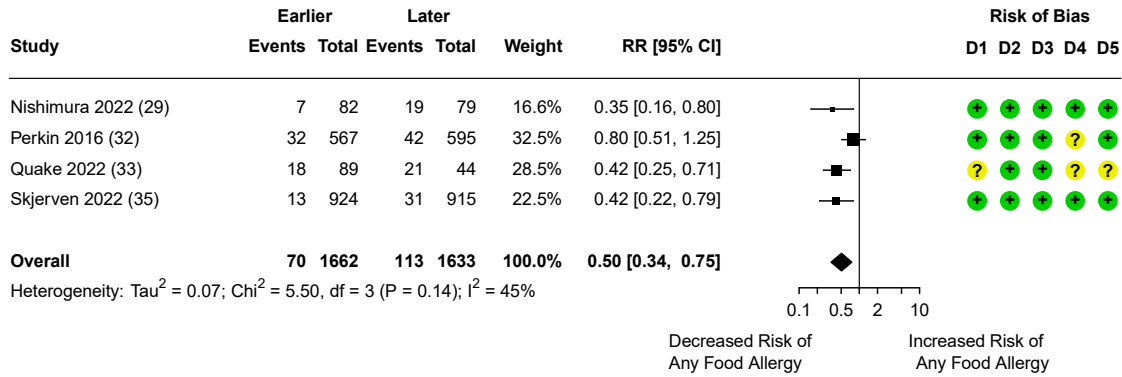 Earlier Later Risk of Bias
Study Events Total Events Total Weight RR [95% CI] D1 D2 D3 D4 D5
Nishimura 2022 (29) 7 82 19 79 16.6% 0.35 [0.16, 0.80] + + + + +
Perkin 2016 (32) 32 567 42 595 32.5% 0.80 [0.51, 1.25] + + + ? +
Quake 2022 (33) 18 89 21 44 28.5% 0.42 [0.25, 0.71] ? + + ? ?
Skjerven 2022 (35) 13 924 31 915 22.5% 0.42 [0.22, 0.79] + + + + +
Overall 70 1662 113 1633 100.0% 0.50 [0.34, 0.75]
Heterogeneity: Tau² = 0.07; Chi² = 5.50, df = 3 (P = 0.14); I² = 45%
0.1 0.5 2 10
Decreased Risk of Increased Risk of
Any Food Allergy Any Food Allergy